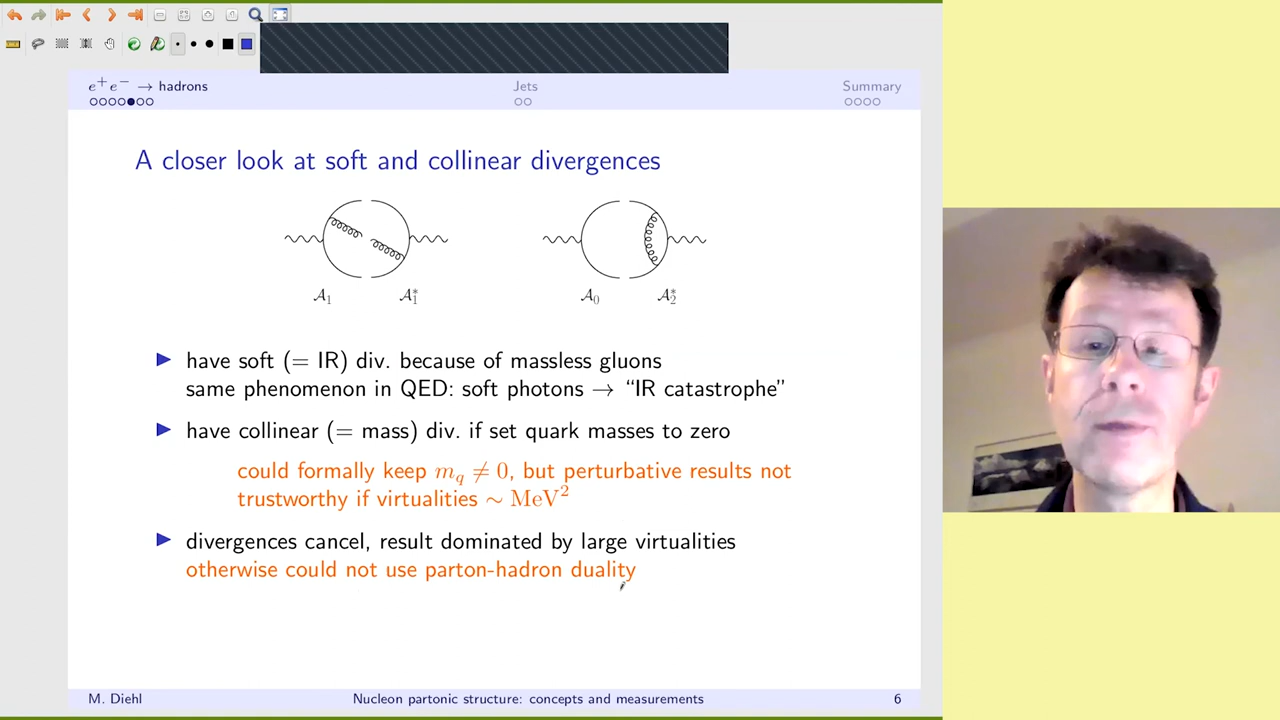 e⁺e⁻ → hadrons
Jets
Summary
A closer look at soft and collinear divergences
𝒜₁ 𝒜₁*
𝒜₀ 𝒜₂*
have soft (= IR) div. because of massless gluons
same phenomenon in QED: soft photons → “IR catastrophe”
have collinear (= mass) div. if set quark masses to zero
could formally keep m_q ≠ 0, but perturbative results not
trustworthy if virtualities ∼ MeV²
divergences cancel, result dominated by large virtualities
otherwise could not use parton-hadron duality
M. Diehl
Nucleon partonic structure: concepts and measurements
6